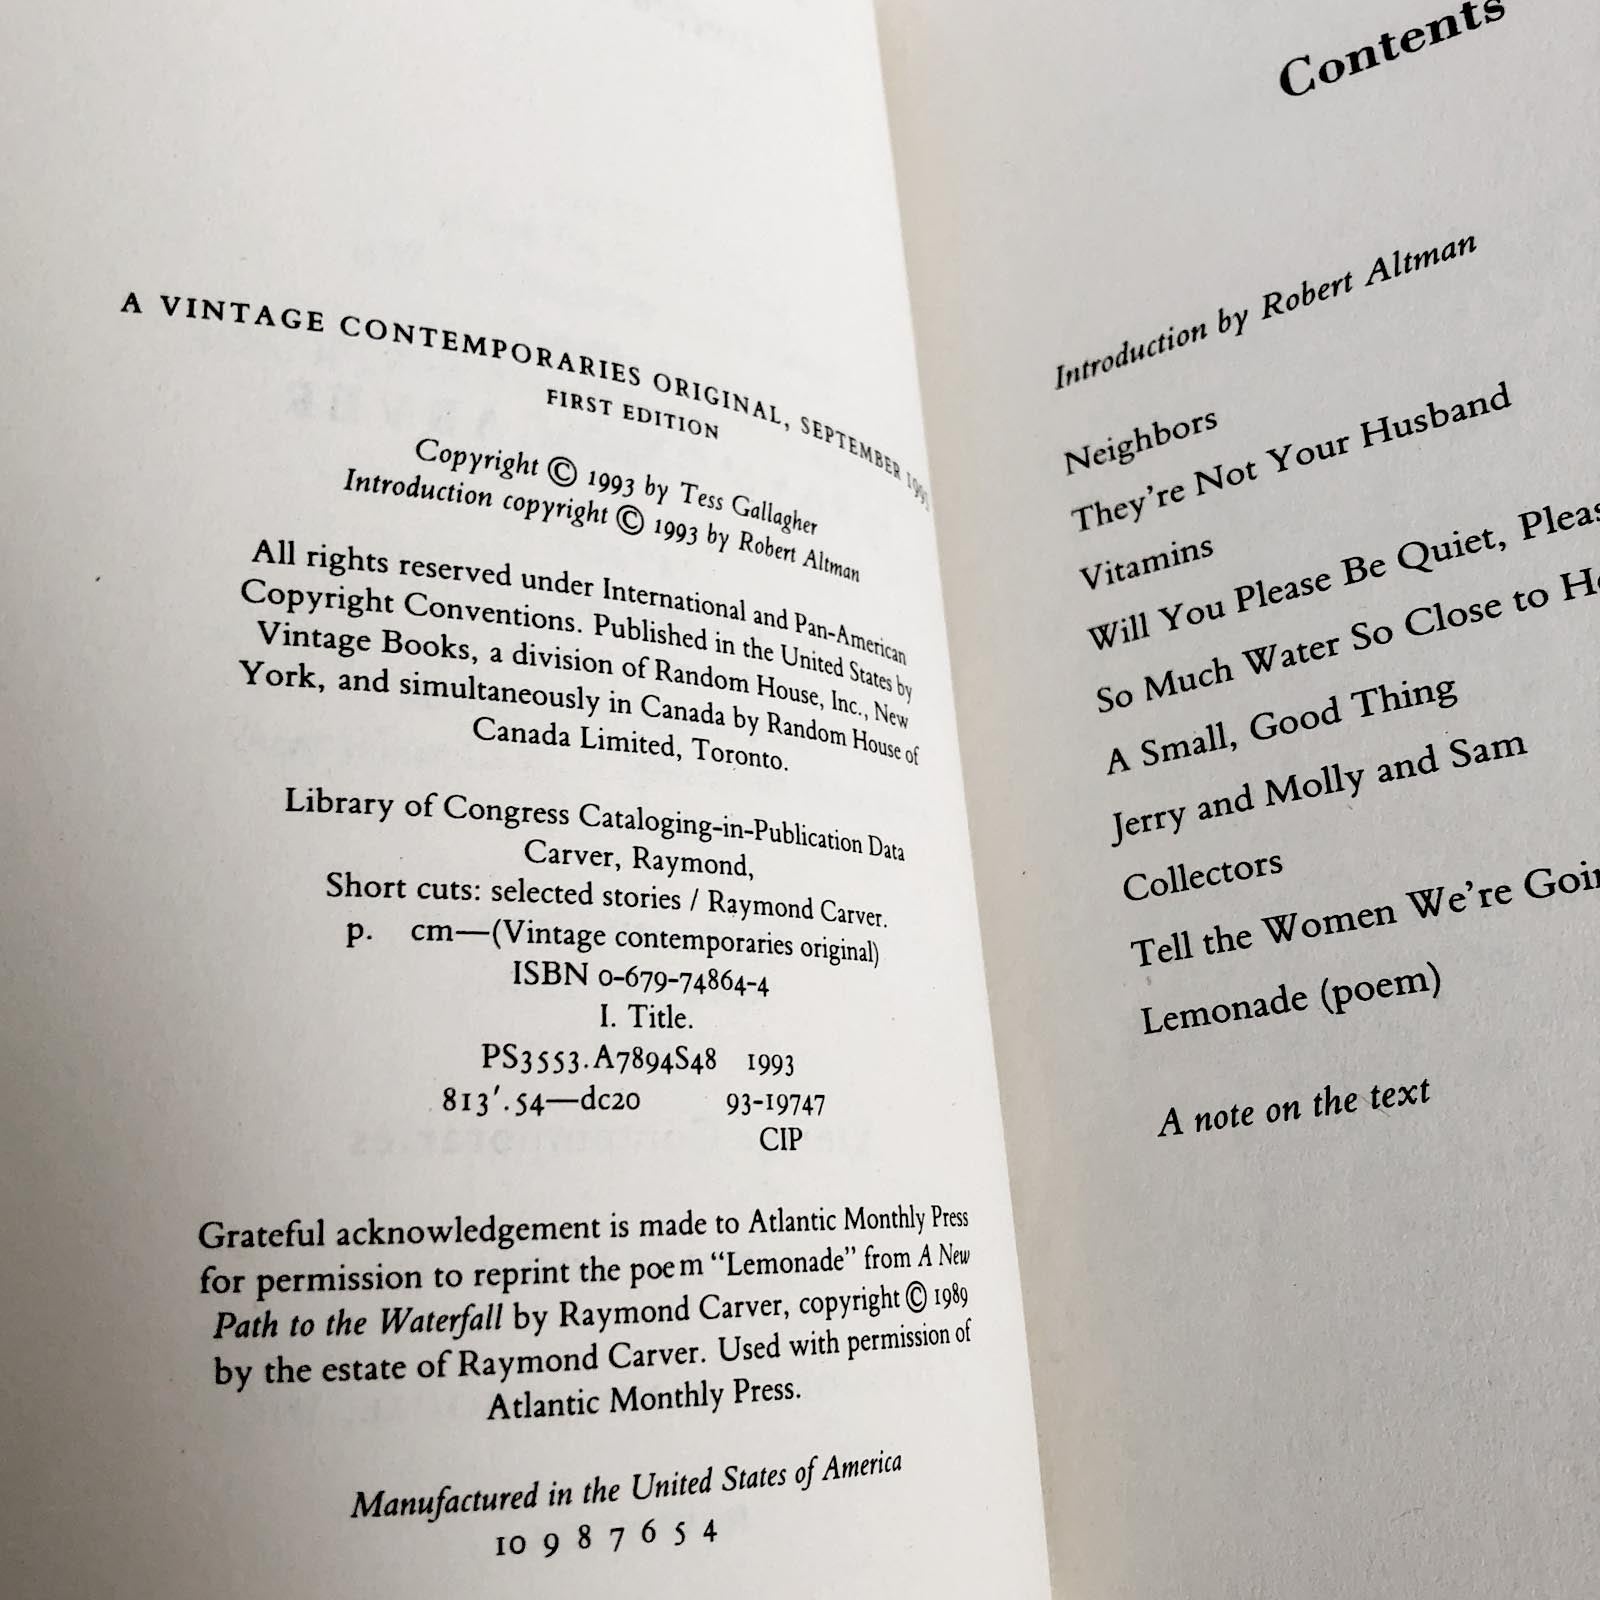 A VINTAGE CONTEMPORARIES ORIGINAL, SEPTEMBER 1993
FIRST EDITION
Copyright © 1993 by Tess Gallagher
Introduction copyright © 1993 by Robert Altman
All rights reserved under International and Pan-American
Copyright Conventions. Published in the United States by
Vintage Books, a division of Random House, Inc., New
York, and simultaneously in Canada by Random House of
Canada Limited, Toronto.
Library of Congress Cataloging-in-Publication Data
Carver, Raymond,
Short cuts: selected stories / Raymond Carver.
p. cm—(Vintage contemporaries original)
ISBN 0-679-74864-4
I. Title.
PS3553.A7894S48 1993
813′.54—dc20 93-19747
CIP
Grateful acknowledgement is made to Atlantic Monthly Press
for permission to reprint the poem “Lemonade” from A New
Path to the Waterfall by Raymond Carver, copyright © 1989
by the estate of Raymond Carver. Used with permission of
Atlantic Monthly Press.
Manufactured in the United States of America
10 9 8 7 6 5 4
Contents
Introduction by Robert Altman
Neighbors
They're Not Your Husband
Vitamins
Will You Please Be Quiet, Pleas
So Much Water So Close to Ho
A Small, Good Thing
Jerry and Molly and Sam
Collectors
Tell the Women We're Goin
Lemonade (poem)
A note on the text